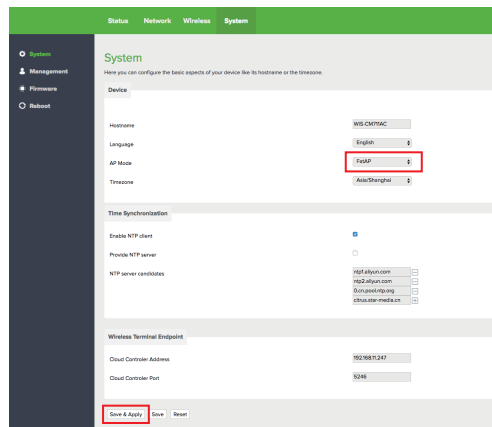 Status Network Wireless System
System
Management
Firmware
Reboot
System
Here you can configure the basic aspects of your device like its hostname or the timezone.
Device
Hostname WIS-CM711AC
Language English
AP Mode FatAP
Timezone Asia/Shanghai
Time Synchronization
Enable NTP client
Provide NTP server
NTP server candidates ntp1.aliyun.com
ntp2.aliyun.com
0.cn.pool.ntp.org
citrus.star-media.cn
Wireless Terminal Endpoint
Cloud Controler Address 192.168.11.247
Cloud Controler Port 5246
Save & Apply Save Reset